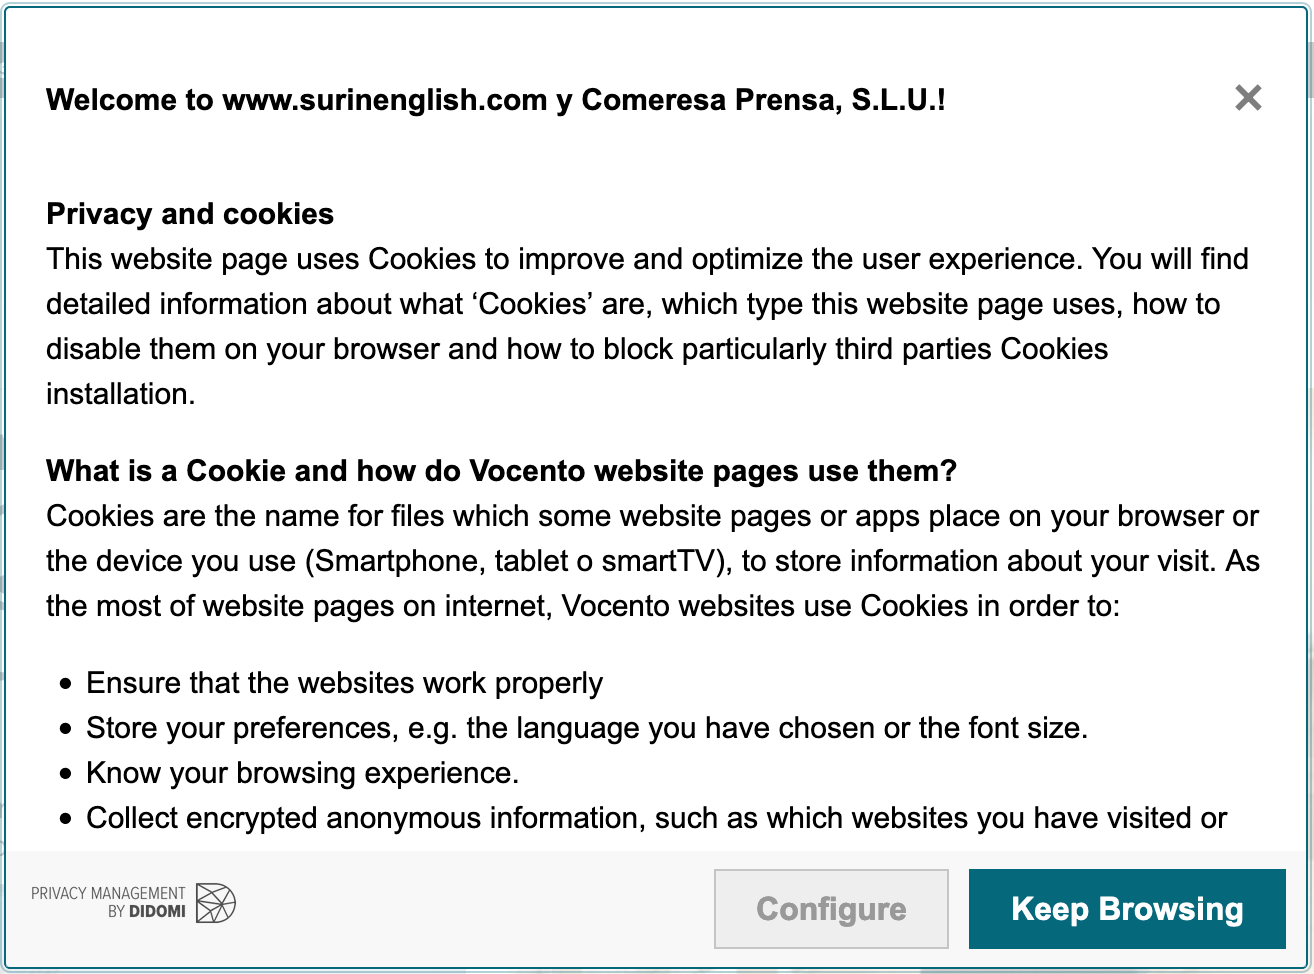 Welcome to www.surinenglish.com y Comeresa Prensa, S.L.U.!
Privacy and cookies
This website page uses Cookies to improve and optimize the user experience. You will find
detailed information about what ‘Cookies’ are, which type this website page uses, how to
disable them on your browser and how to block particularly third parties Cookies
installation.
What is a Cookie and how do Vocento website pages use them?
Cookies are the name for files which some website pages or apps place on your browser or
the device you use (Smartphone, tablet o smartTV), to store information about your visit. As
the most of website pages on internet, Vocento websites use Cookies in order to:
• Ensure that the websites work properly
• Store your preferences, e.g. the language you have chosen or the font size.
• Know your browsing experience.
• Collect encrypted anonymous information, such as which websites you have visited or
PRIVACY MANAGEMENT
BY DIDOMI
Configure
Keep Browsing